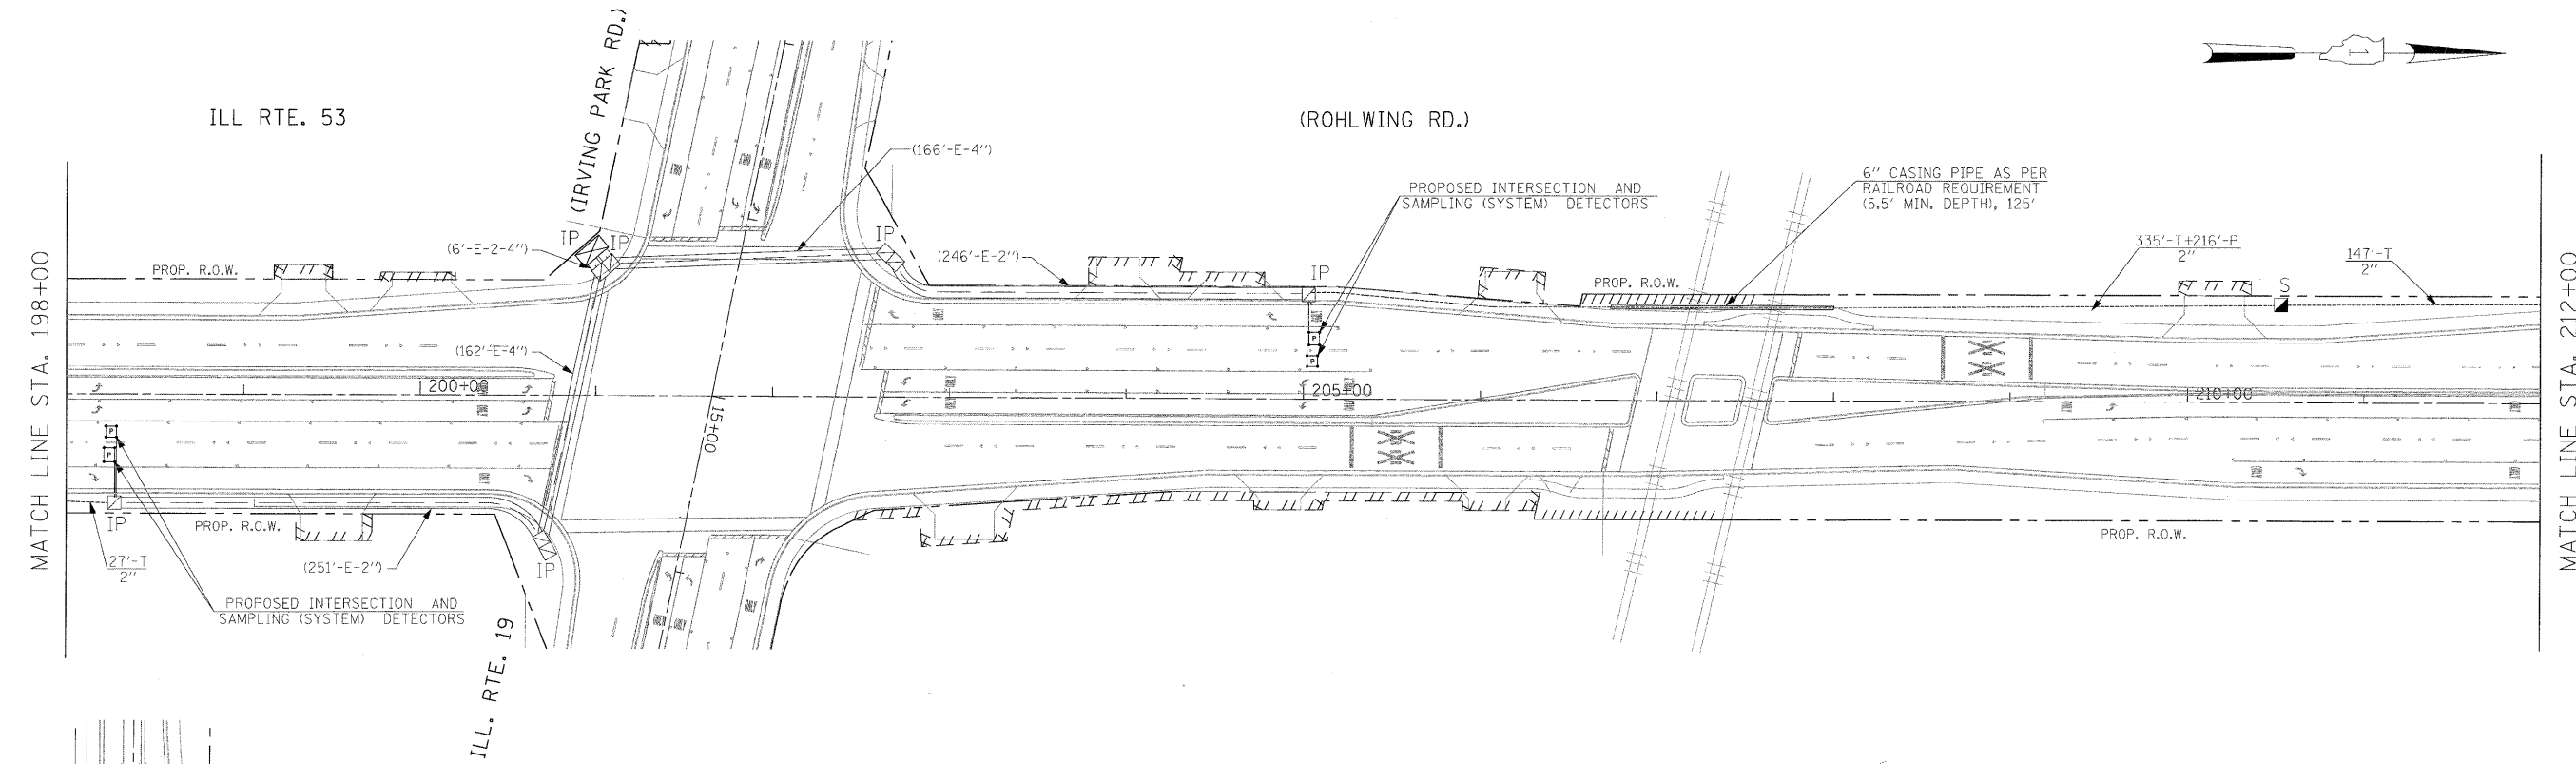 (IRVING PARK RD.)
ILL RTE. 53
(ROHLWING RD.)
(166'-E-4")
6" CASING PIPE AS PER
RAILROAD REQUIREMENT
(5.5' MIN. DEPTH), 125'
PROPOSED INTERSECTION AND
SAMPLING (SYSTEM) DETECTORS
MATCH LINE STA. 198+00
MATCH LINE STA. 212+00
IP
IP
IP
(6'-E-2-4")
(246'-E-2")
335'-T+216'-P
2"
147'-T
2"
PROP. R.O.W.
IP
PROP. R.O.W.
S
P
P
(162'-E-4")
200+00
205+00
210+00
15+00
P
P
IP
PROP. R.O.W.
PROP. R.O.W.
27'-T
2"
(251'-E-2")
IP
PROPOSED INTERSECTION AND
SAMPLING (SYSTEM) DETECTORS
ILL. RTE. 19